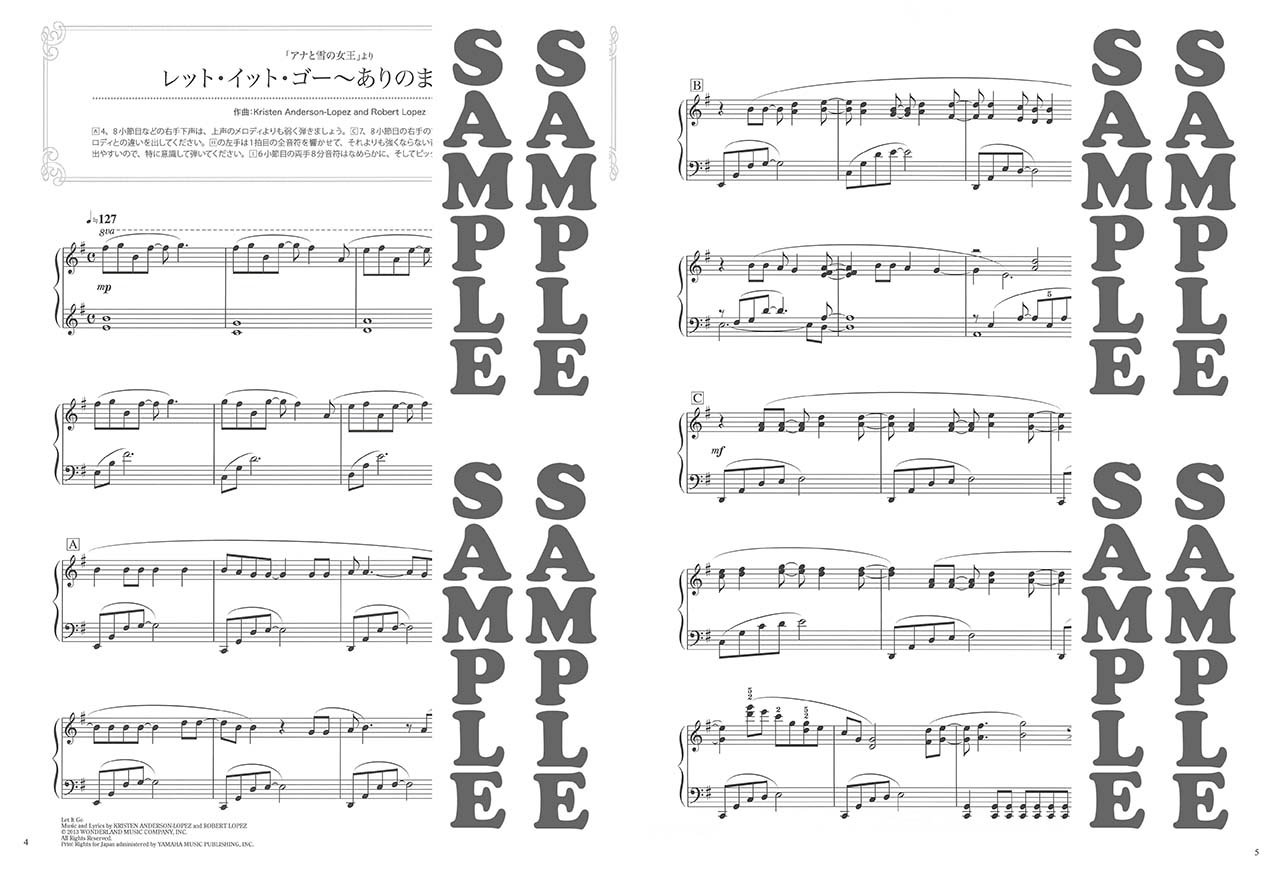 「アナと雪の女王」より
レット・イット・ゴー～ありのま
作曲:Kristen Anderson-Lopez and Robert Lopez
A4、8小節目などの右手下声は、上声のメロディよりも弱く弾きましょう。C7、8小節目の右手の
ロディとの違いを出してください。Hの左手は1拍目の全音符を響かせて、それよりも強くならない
出やすいので、特に意識して弾いてください。I6小節目の両手8分音符はなめらかに、そしてピッ
♩≒127
8va
mp
A
Let It Go
Music and Lyrics by KRISTEN ANDERSON-LOPEZ and ROBERT LOPEZ
© 2013 WONDERLAND MUSIC COMPANY, INC.
All Rights Reserved.
Print Rights for Japan administered by YAMAHA MUSIC PUBLISHING, INC.
4
SAMPLE
SAMPLE
SAMPLE
SAMPLE
B
5
C
mf
5
2
2
5
2
SAMPLE
SAMPLE
SAMPLE
SAMPLE
5